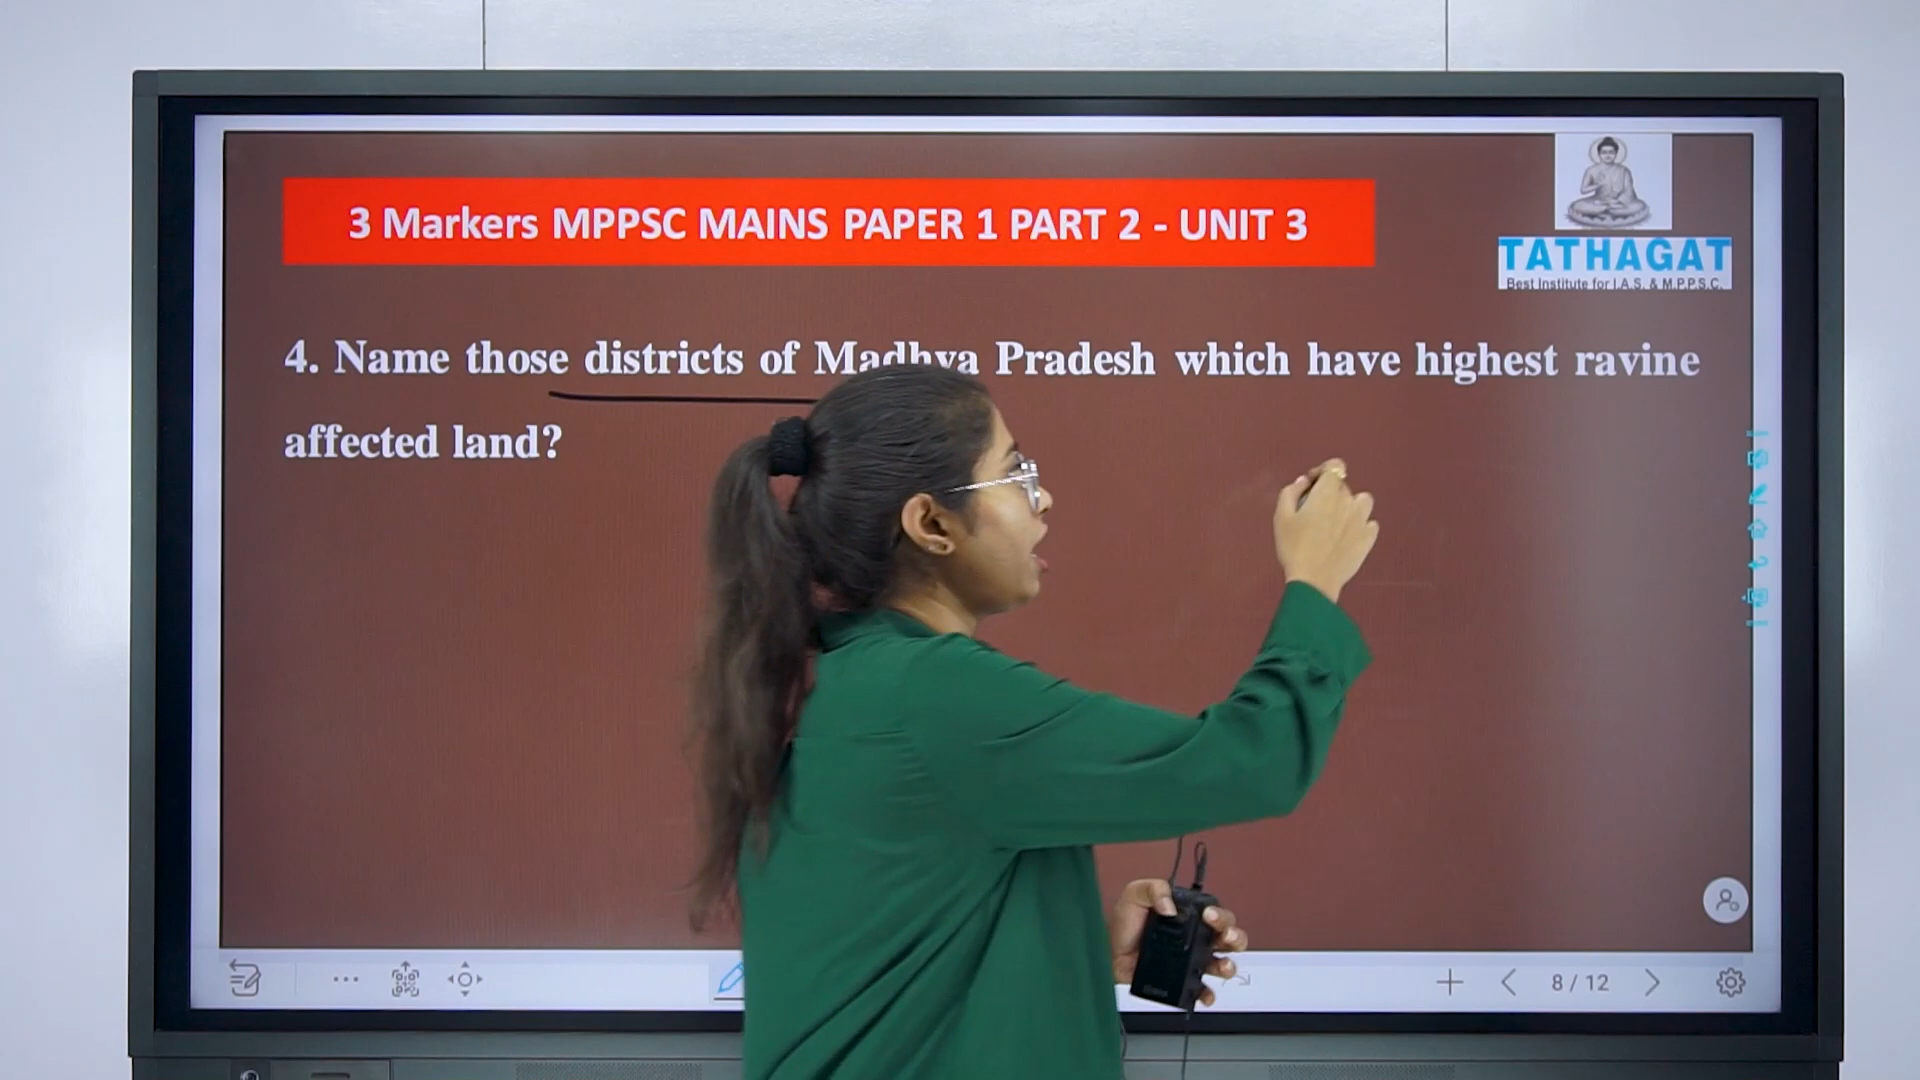 3 Markers MPPSC MAINS PAPER 1 PART 2 - UNIT 3
TATHAGAT
Best Institute for I.A.S. & M.P.P.S.C.
4. Name those districts of Madhya Pradesh which have highest ravine
affected land?
8 / 12